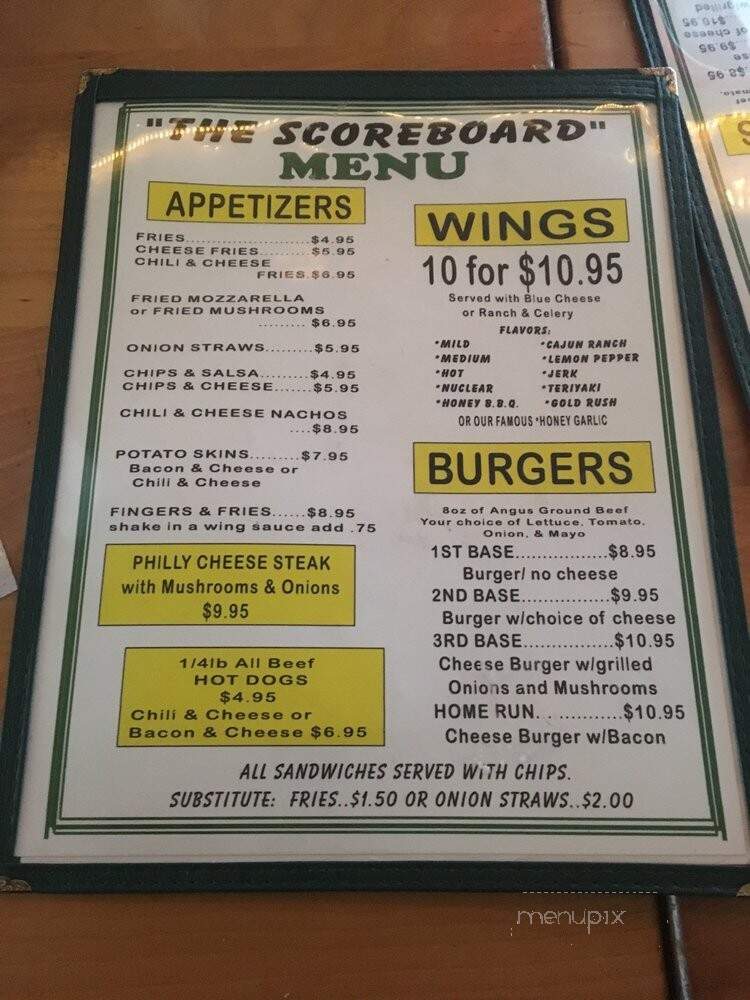 "THE SCOREBOARD"
MENU
APPETIZERS
FRIES.......................$4.95
CHEESE FRIES.........$5.95
CHILI & CHEESE
FRIES.$6.95
FRIED MOZZARELLA
or FRIED MUSHROOMS
......... $6.95
ONION STRAWS.........$5.95
CHIPS & SALSA.........$4.95
CHIPS & CHEESE.......$5.95
CHILI & CHEESE NACHOS
....$8.95
POTATO SKINS.........$7.95
Bacon & Cheese or
Chili & Cheese
FINGERS & FRIES......$8.95
shake in a wing sauce add .75
PHILLY CHEESE STEAK
with Mushrooms & Onions
$9.95
1/4lb All Beef
HOT DOGS
$4.95
Chili & Cheese or
Bacon & Cheese $6.95
WINGS
10 for $10.95
Served with Blue Cheese
or Ranch & Celery
FLAVORS:
*MILD *CAJUN RANCH
*MEDIUM *LEMON PEPPER
*HOT *JERK
*NUCLEAR *TERIYAKI
*HONEY B.B.Q. *GOLD RUSH
OR OUR FAMOUS *HONEY GARLIC
BURGERS
8oz of Angus Ground Beef
Your choice of Lettuce, Tomato,
Onion, & Mayo
1ST BASE.................$8.95
Burger/ no cheese
2ND BASE................$9.95
Burger w/choice of cheese
3RD BASE.................$10.95
Cheese Burger w/grilled
Onions and Mushrooms
HOME RUN. ............$10.95
Cheese Burger w/Bacon
ALL SANDWICHES SERVED WITH CHIPS.
SUBSTITUTE: FRIES..$1.50 OR ONION STRAWS..$2.00
w/grilled
$10.95
of cheese
$9.95
$8.95
menupix